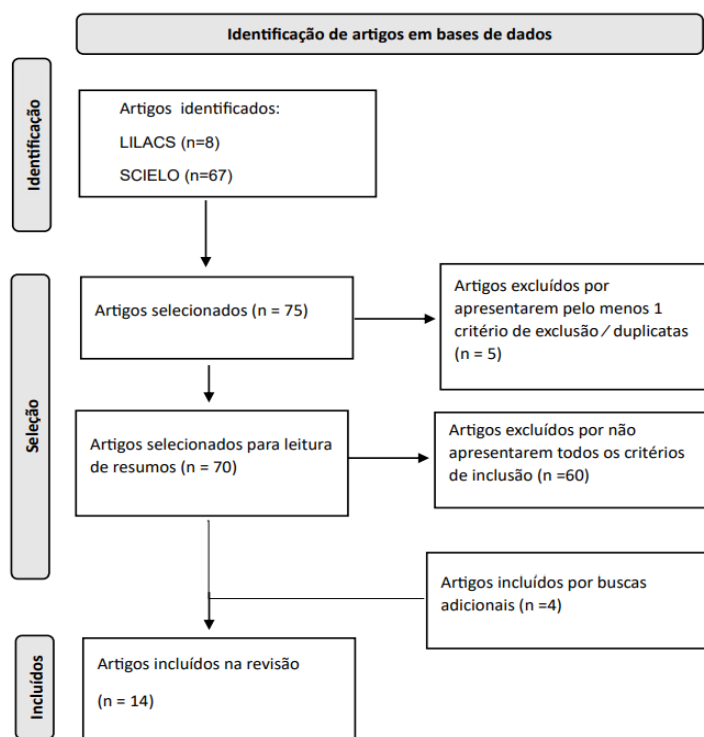 Identificação de artigos em bases de dados
Identificação
Artigos identificados:
LILACS (n=8)
SCIELO (n=67)
Seleção
Artigos selecionados (n = 75)
Artigos excluídos por
apresentarem pelo menos 1
critério de exclusão ∕ duplicatas
(n = 5)
Artigos selecionados para leitura
de resumos (n = 70)
Artigos excluídos por não
apresentarem todos os critérios
de inclusão (n =60)
Artigos incluídos por buscas
adicionais (n =4)
Incluídos
Artigos incluídos na revisão
(n = 14)